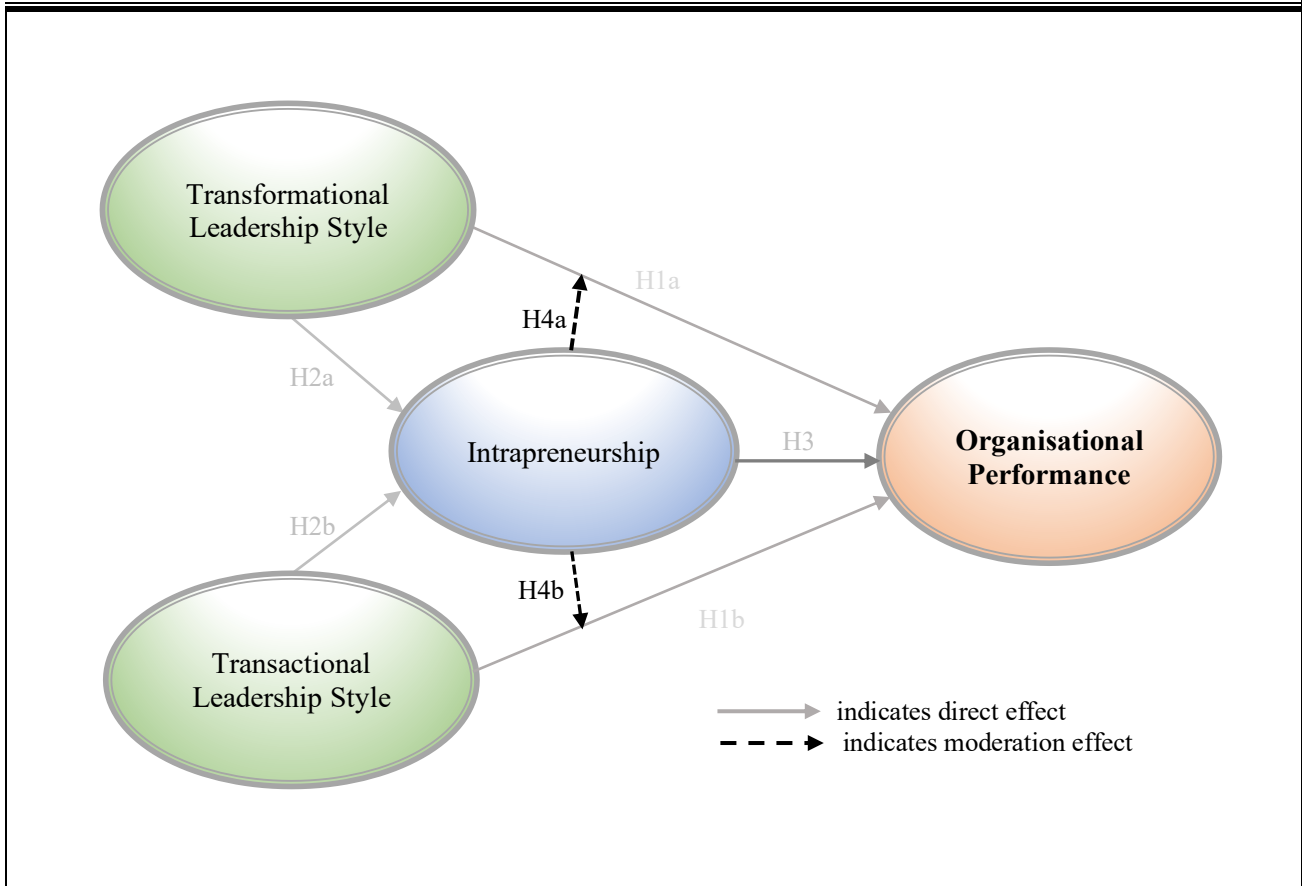 Transformational
Leadership Style
H1a
H4a
H2a
Intrapreneurship
H3
Organisational
Performance
H2b
H4b
H1b
Transactional
Leadership Style
indicates direct effect
indicates moderation effect